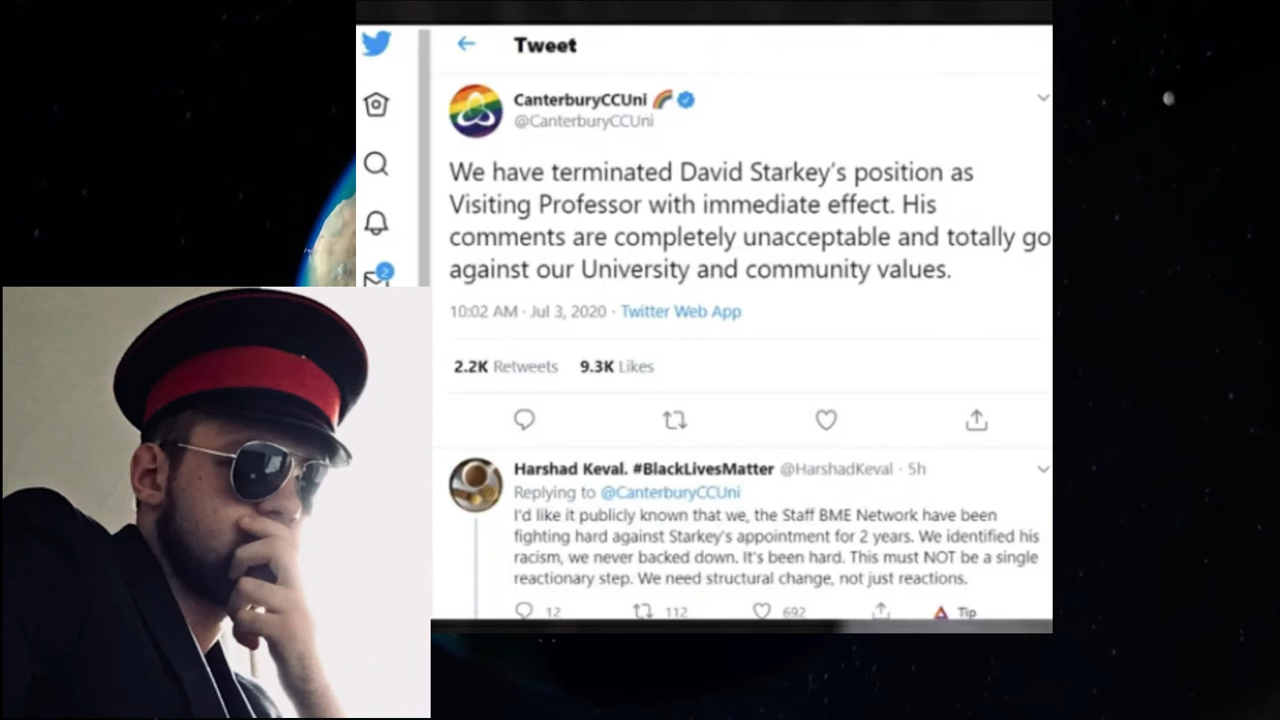 Tweet
CanterburyCCUni 🌈
@CanterburyCCUni
We have terminated David Starkey's position as
Visiting Professor with immediate effect. His
comments are completely unacceptable and totally go
against our University and community values.
10:02 AM · Jul 3, 2020 · Twitter Web App
2.2K Retweets 9.3K Likes
Harshad Keval. #BlackLivesMatter @HarshadKeval · 5h
Replying to @CanterburyCCUni
I'd like it publicly known that we, the Staff BME Network have been
fighting hard against Starkey's appointment for 2 years. We identified his
racism, we never backed down. It's been hard. This must NOT be a single
reactionary step. We need structural change, not just reactions.
12 112 692 Tip
2